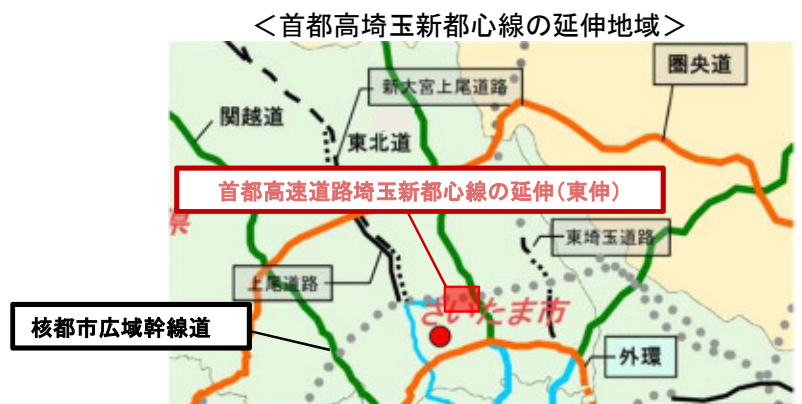 ＜首都高埼玉新都心線の延伸地域＞
圏央道
新大宮上尾道路
関越道
東北道
首都高速道路埼玉新都心線の延伸（東伸）
県
東埼玉道路
上尾道路
さいたま市
核都市広域幹線道
外環